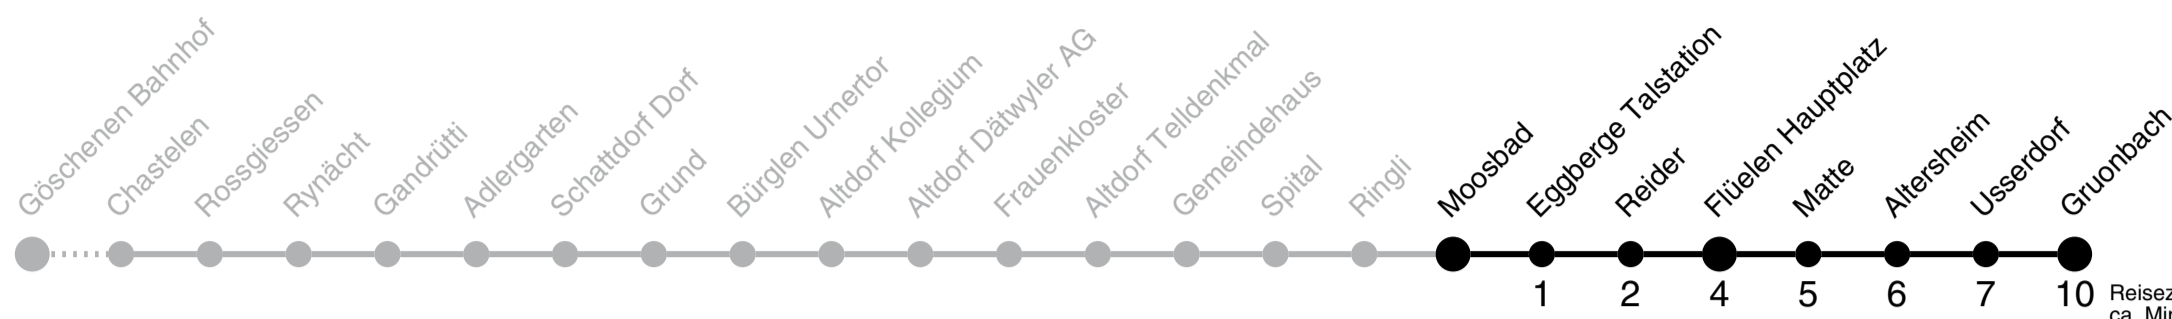 Göschenen Bahnhof
Chastelen
Rossgiessen
Rynächt
Gandrütti
Adlergarten
Schattdorf Dorf
Grund
Bürglen Urnertor
Altdorf Kollegium
Altdorf Dätwyler AG
Frauenkloster
Altdorf Telldenkmal
Gemeindehaus
Spital
Ringli
Moosbad
Eggberge Talstation
Reider
Flüelen Hauptplatz
Matte
Altersheim
Usserdorf
Gruonbach
1 2 4 5 6 7 10
ca.